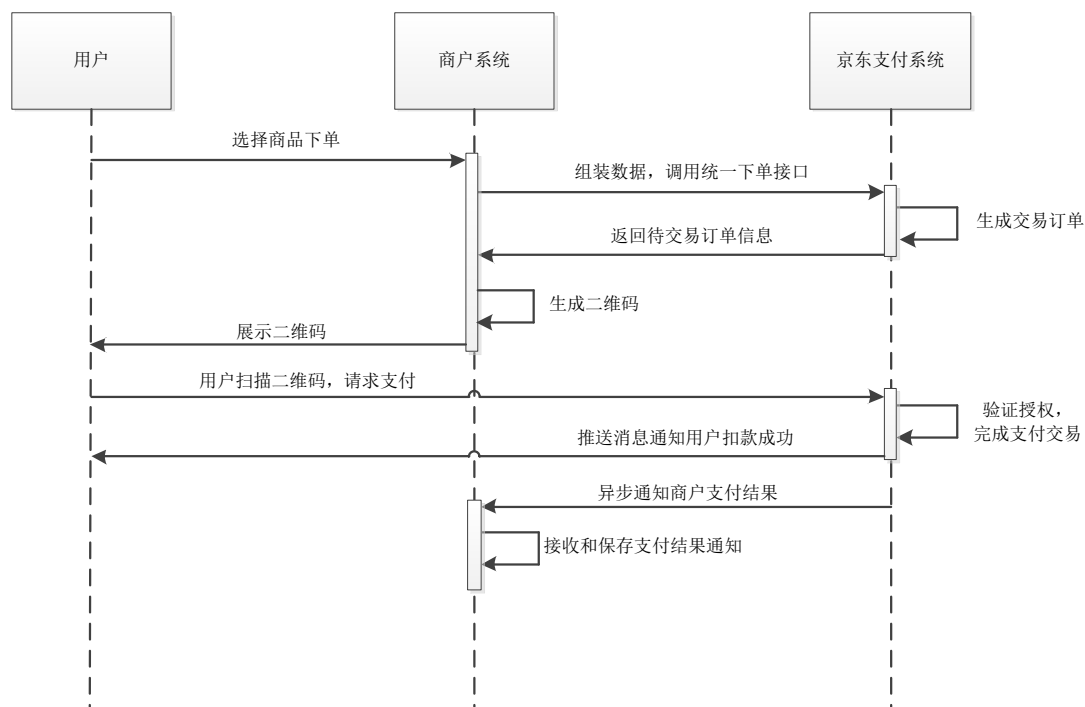 用户
商户系统
京东支付系统
选择商品下单
组装数据，调用统一下单接口
生成交易订单
返回待交易订单信息
生成二维码
展示二维码
用户扫描二维码，请求支付
验证授权，
完成支付交易
推送消息通知用户扣款成功
异步通知商户支付结果
接收和保存支付结果通知